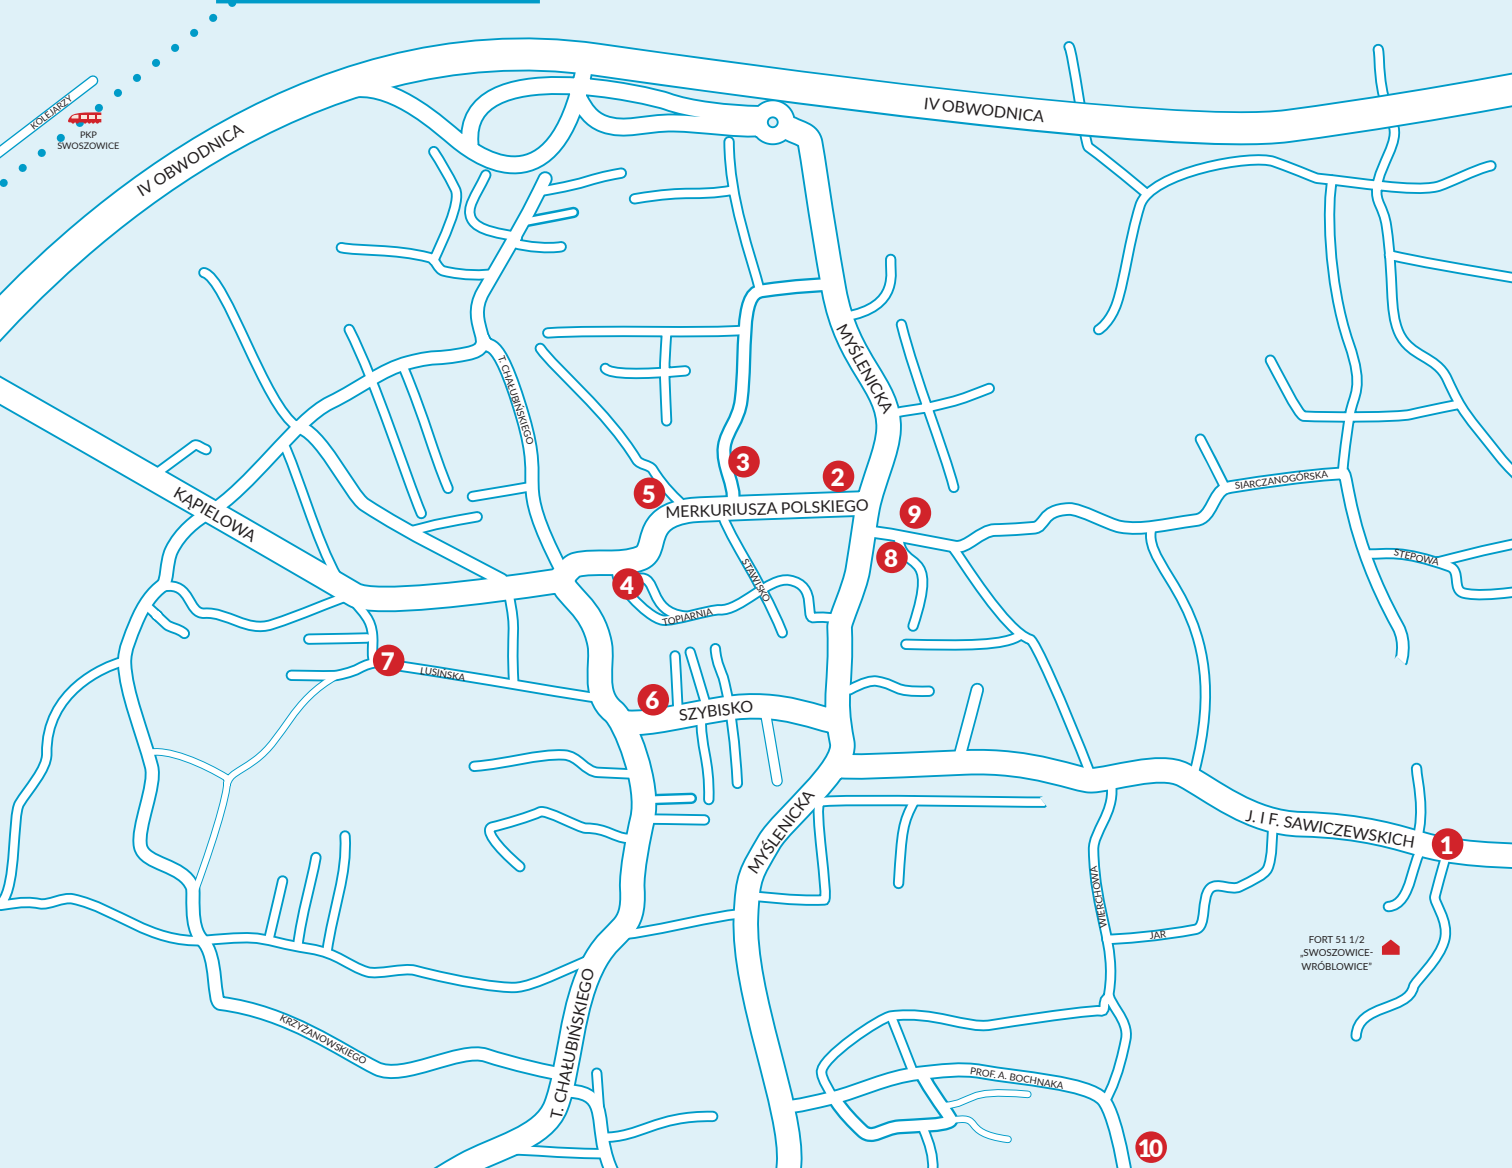 KOLEJARZY
PKP
SWOSZOWICE
IV OBWODNICA
IV OBWODNICA
MYŚLENICKA
T. CHAŁUBIŃSKIEGO
3
2
5
MERKURIUSZA POLSKIEGO
9
8
KĄPIELOWA
SIARCZANOGÓRSKA
STĘPOWA
STAWISKO
4
TOPIARNIA
7
LUSIŃSKA
6
SZYBISKO
MYŚLENICKA
J. I F. SAWICZEWSKICH
1
WIERCHOWA
JAR
FORT 51 1/2
„SWOSZOWICE-
WRÓBLOWICE”
T. CHAŁUBIŃSKIEGO
KRZYŻANOWSKIEGO
PROF. A. BOCHNAKA
10